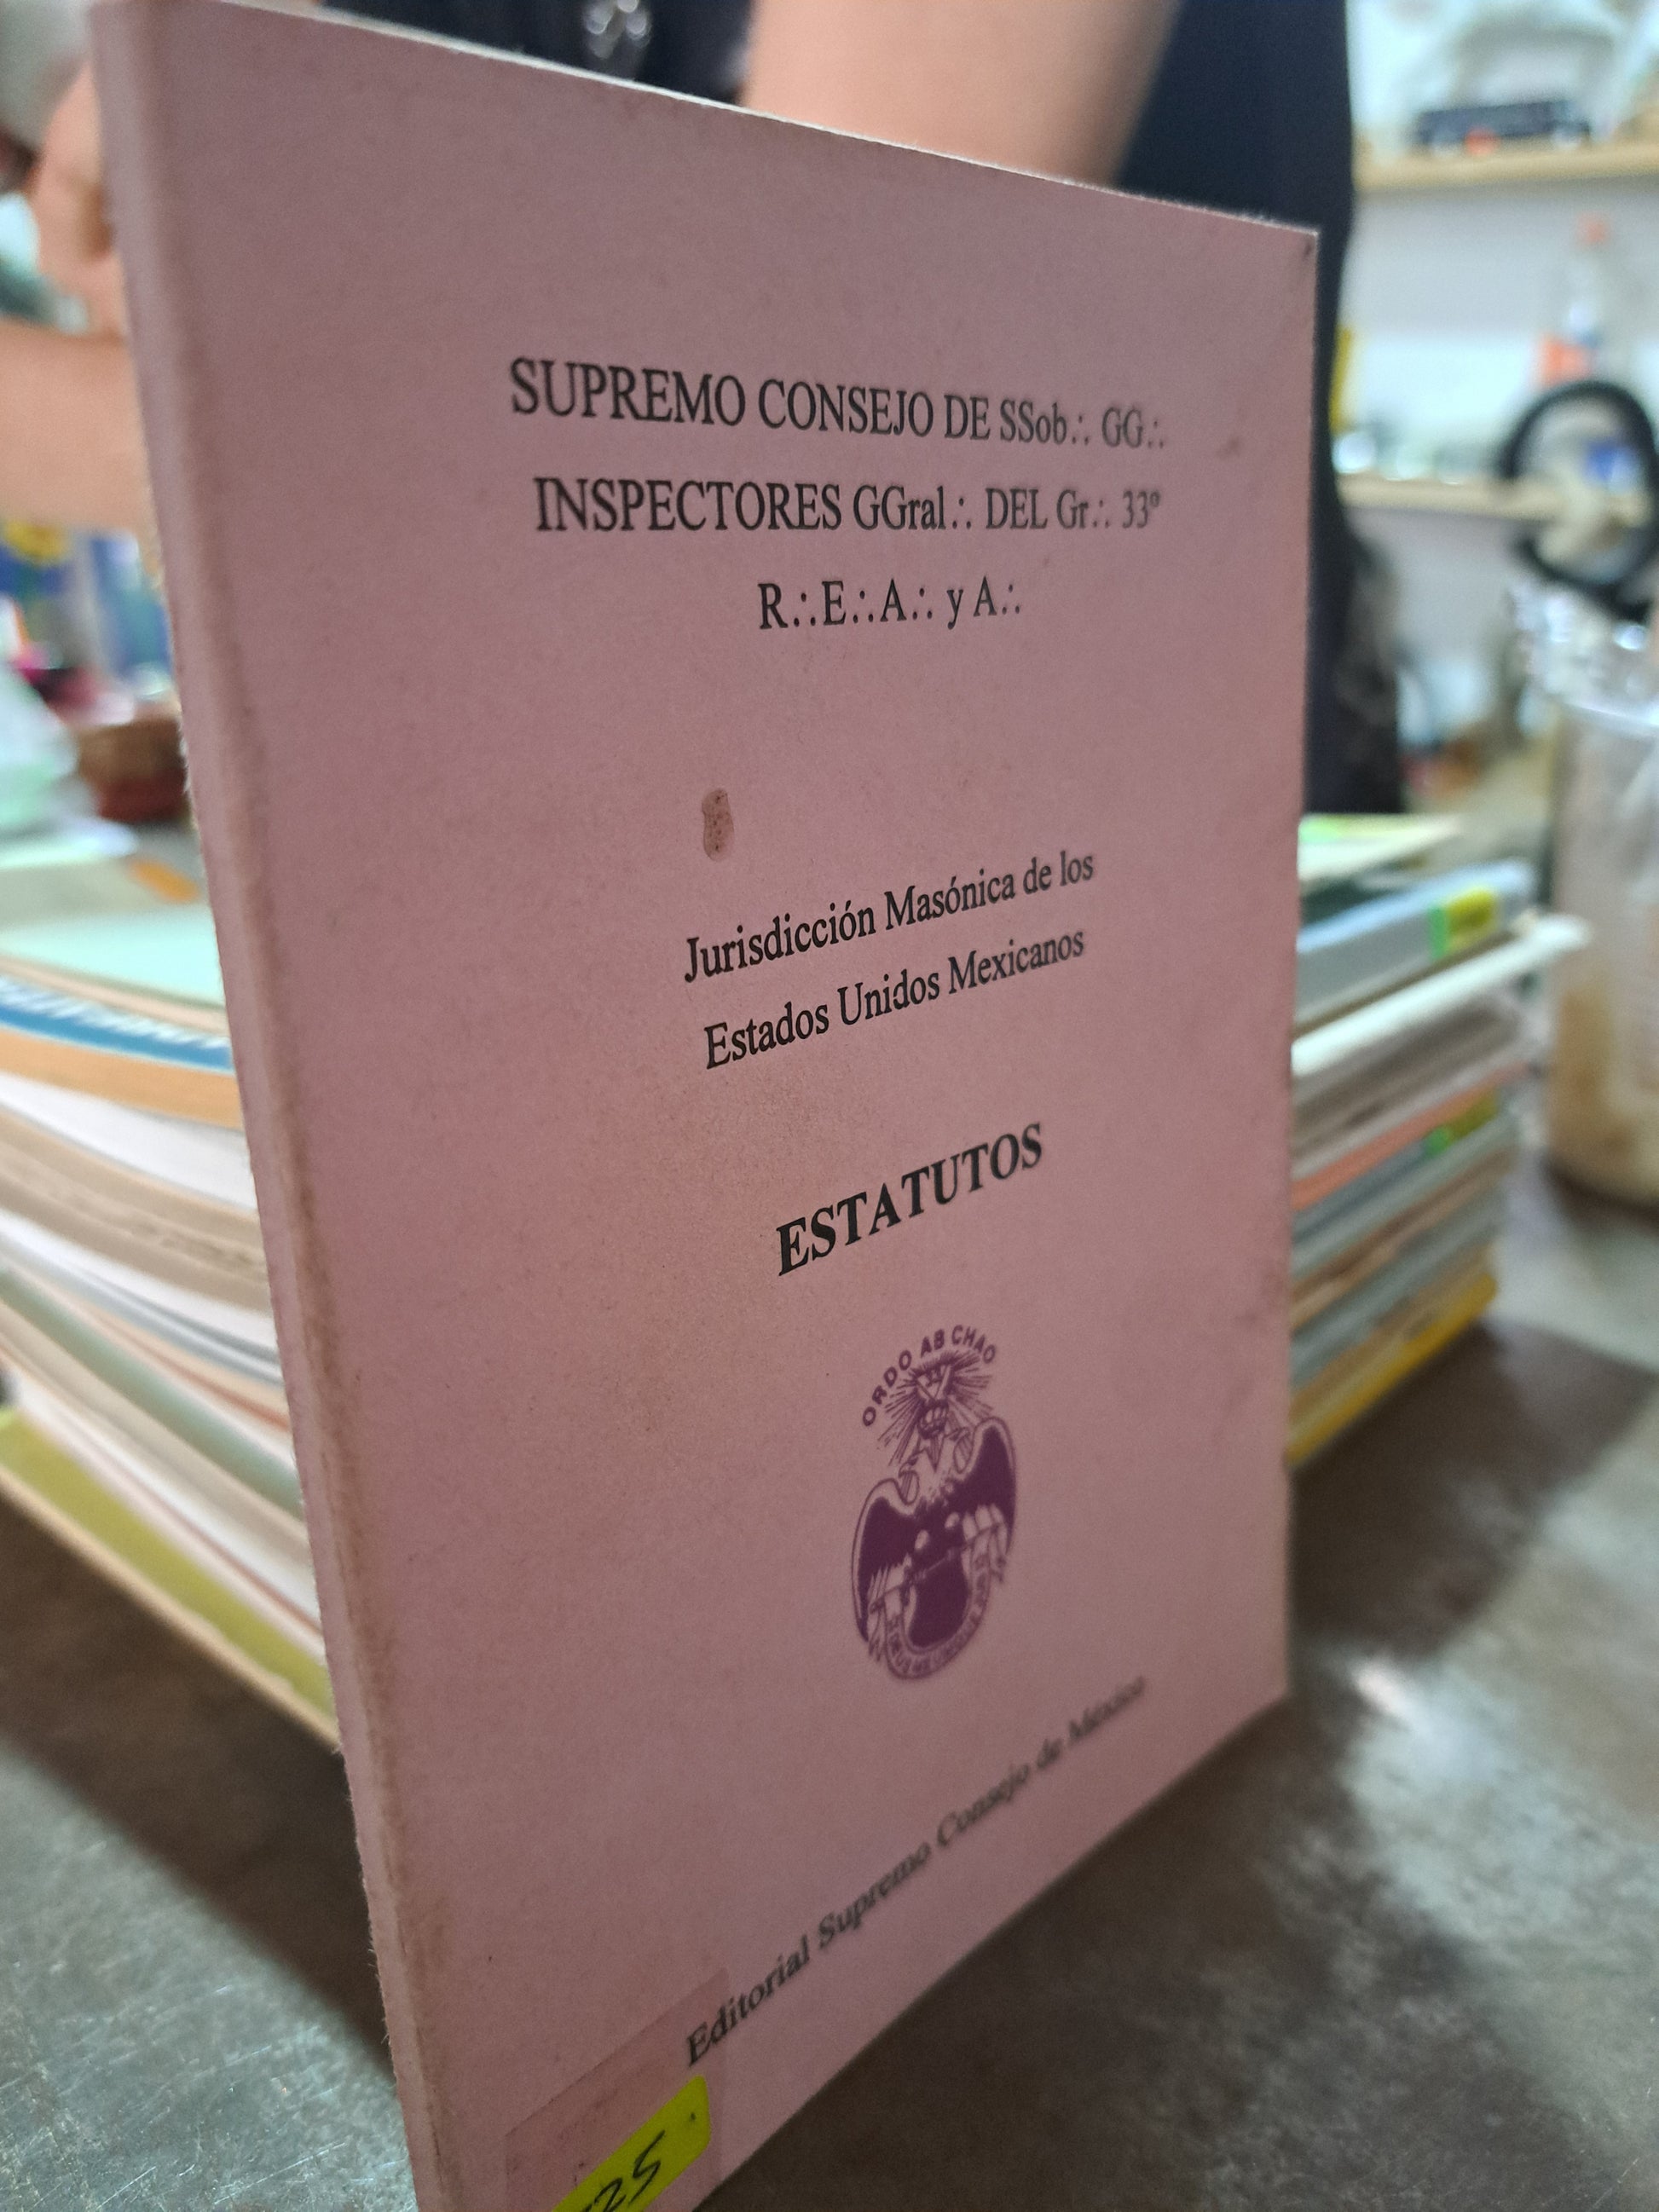 SUPREMO CONSEJO DE SSob∴ GG∴
INSPECTORES GGral∴ DEL Gr∴ 33º
R∴E∴A∴ y A∴
Jurisdicción Masónica de los
Estados Unidos Mexicanos
ESTATUTOS
ORDO AB CHAO
Editorial Supremo Consejo de México
25